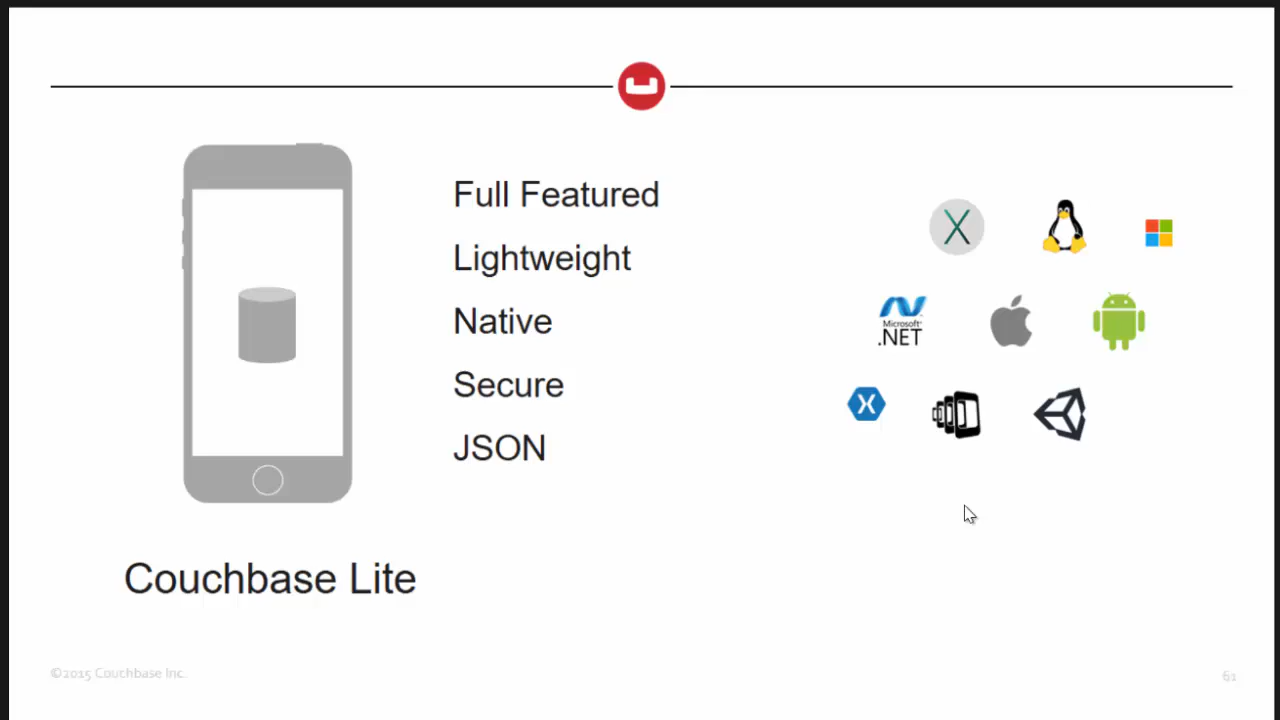 Full Featured
Lightweight
Native
Secure
JSON
Microsoft
.NET
Couchbase Lite
©2015 Couchbase Inc.
61